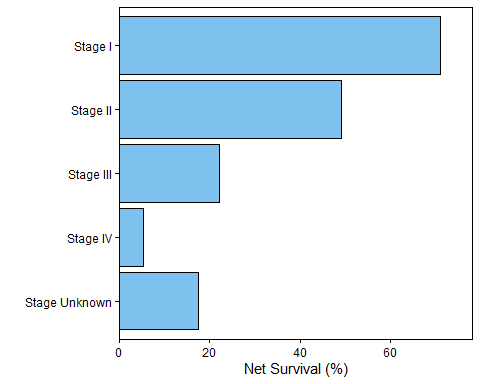 Stage I
Stage II
Stage III
Stage IV
Stage Unknown
0 20 40 60
Net Survival (%)